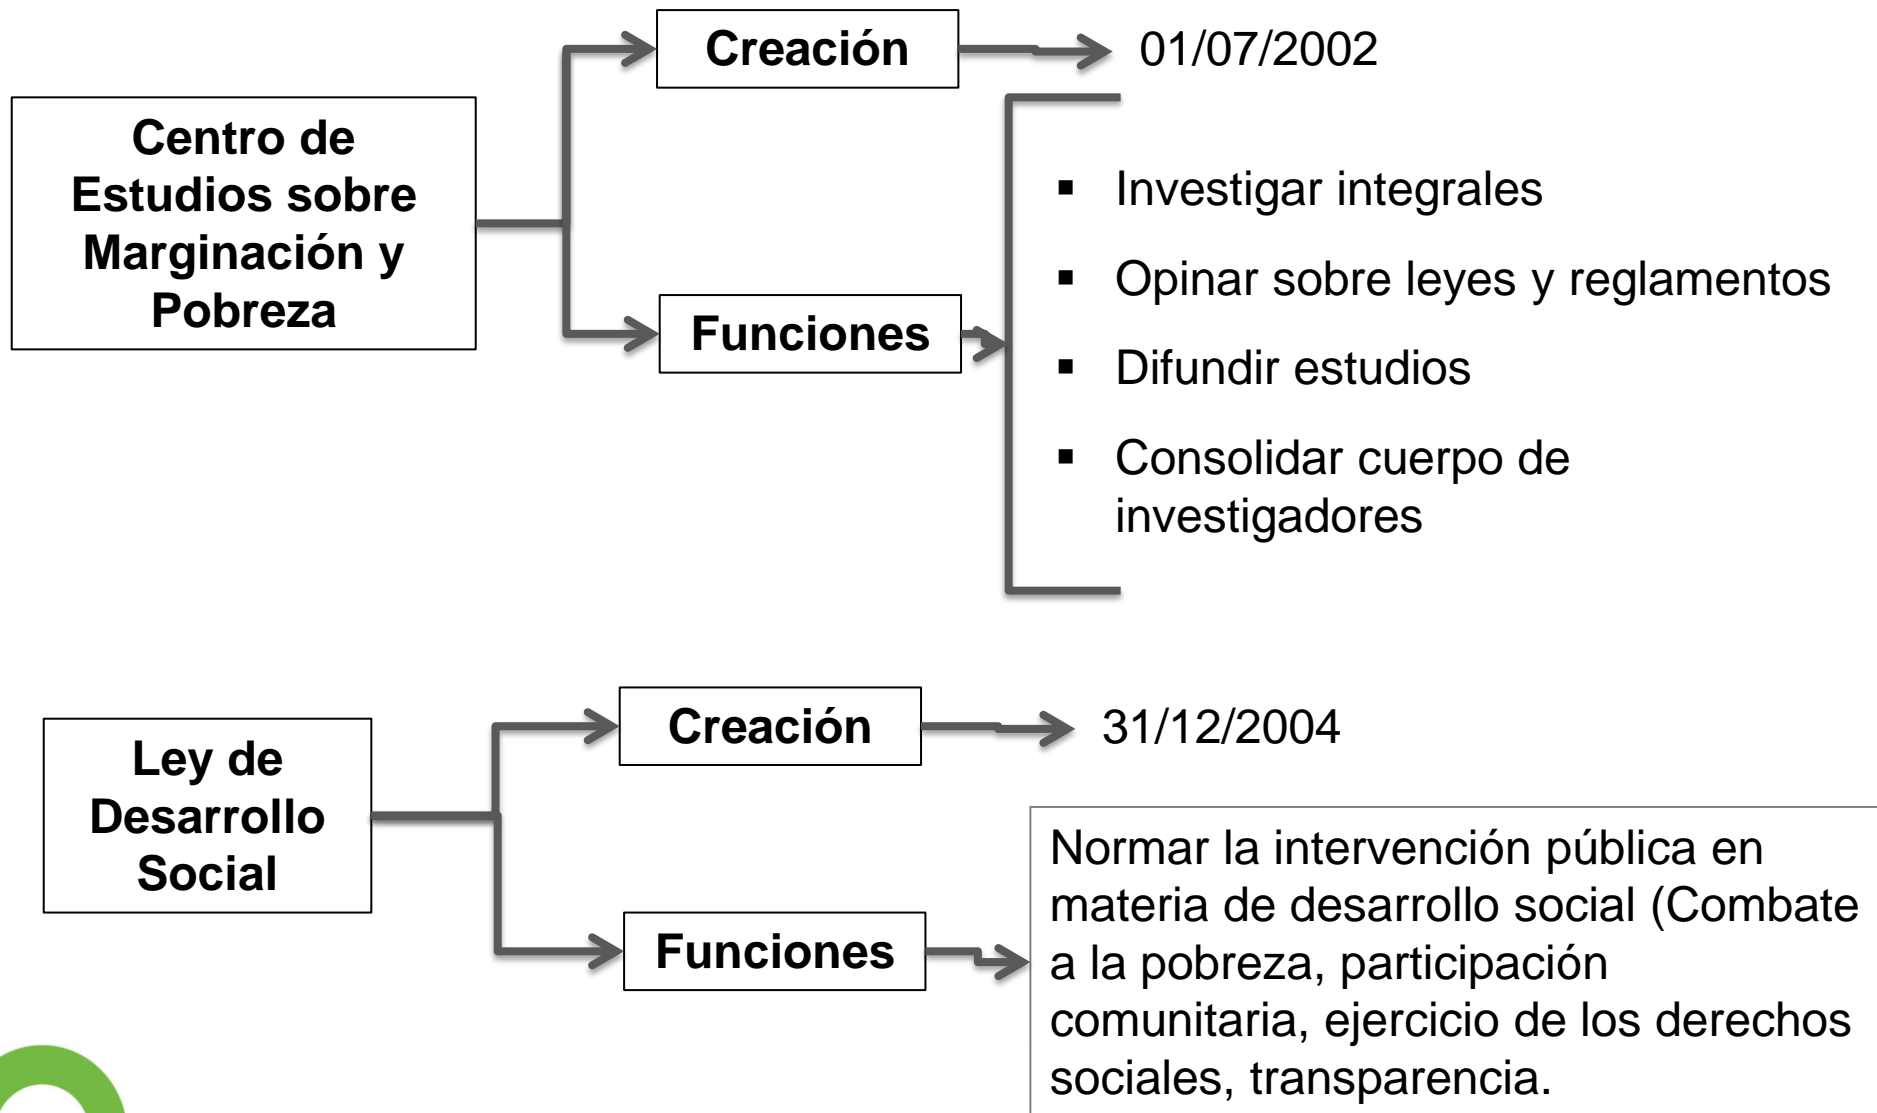 Creación
01/07/2002
Centro de
Estudios sobre
Marginación y
Pobreza
Funciones
▪ Investigar integrales
▪ Opinar sobre leyes y reglamentos
▪ Difundir estudios
▪ Consolidar cuerpo de
investigadores
Creación
31/12/2004
Ley de
Desarrollo
Social
Funciones
Normar la intervención pública en
materia de desarrollo social (Combate
a la pobreza, participación
comunitaria, ejercicio de los derechos
sociales, transparencia.